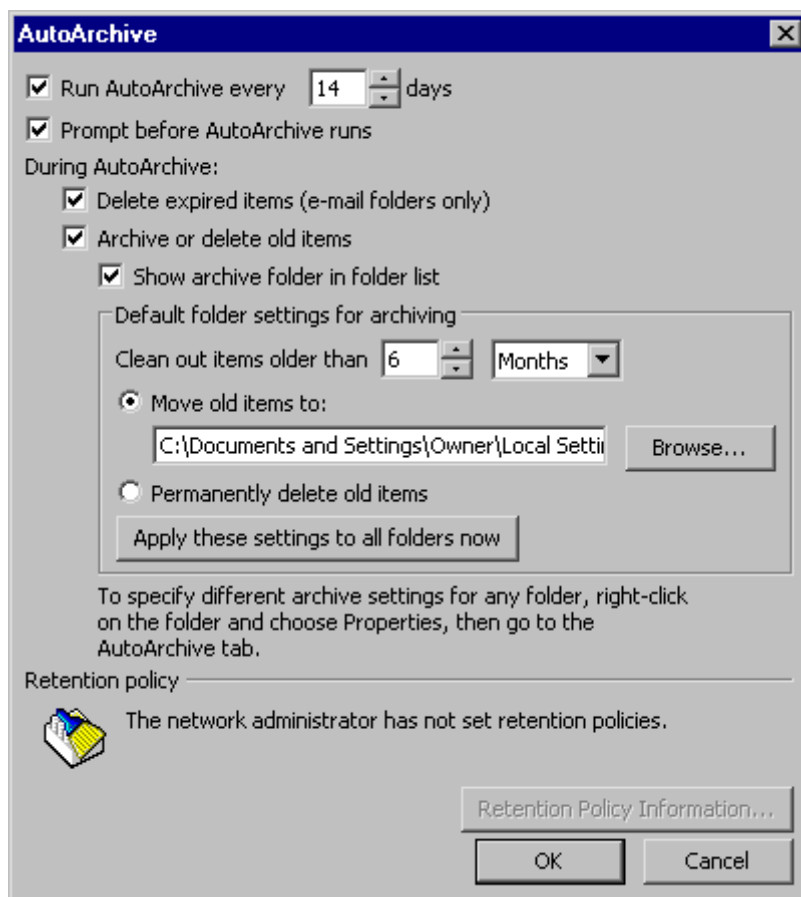 AutoArchive
Run AutoArchive every 14 days
Prompt before AutoArchive runs
During AutoArchive:
Delete expired items (e-mail folders only)
Archive or delete old items
Show archive folder in folder list
Default folder settings for archiving
Clean out items older than 6 Months
Move old items to:
C:\Documents and Settings\Owner\Local Settin Browse...
Permanently delete old items
Apply these settings to all folders now
To specify different archive settings for any folder, right-click
on the folder and choose Properties, then go to the
AutoArchive tab.
Retention policy
The network administrator has not set retention policies.
Retention Policy Information...
OK Cancel